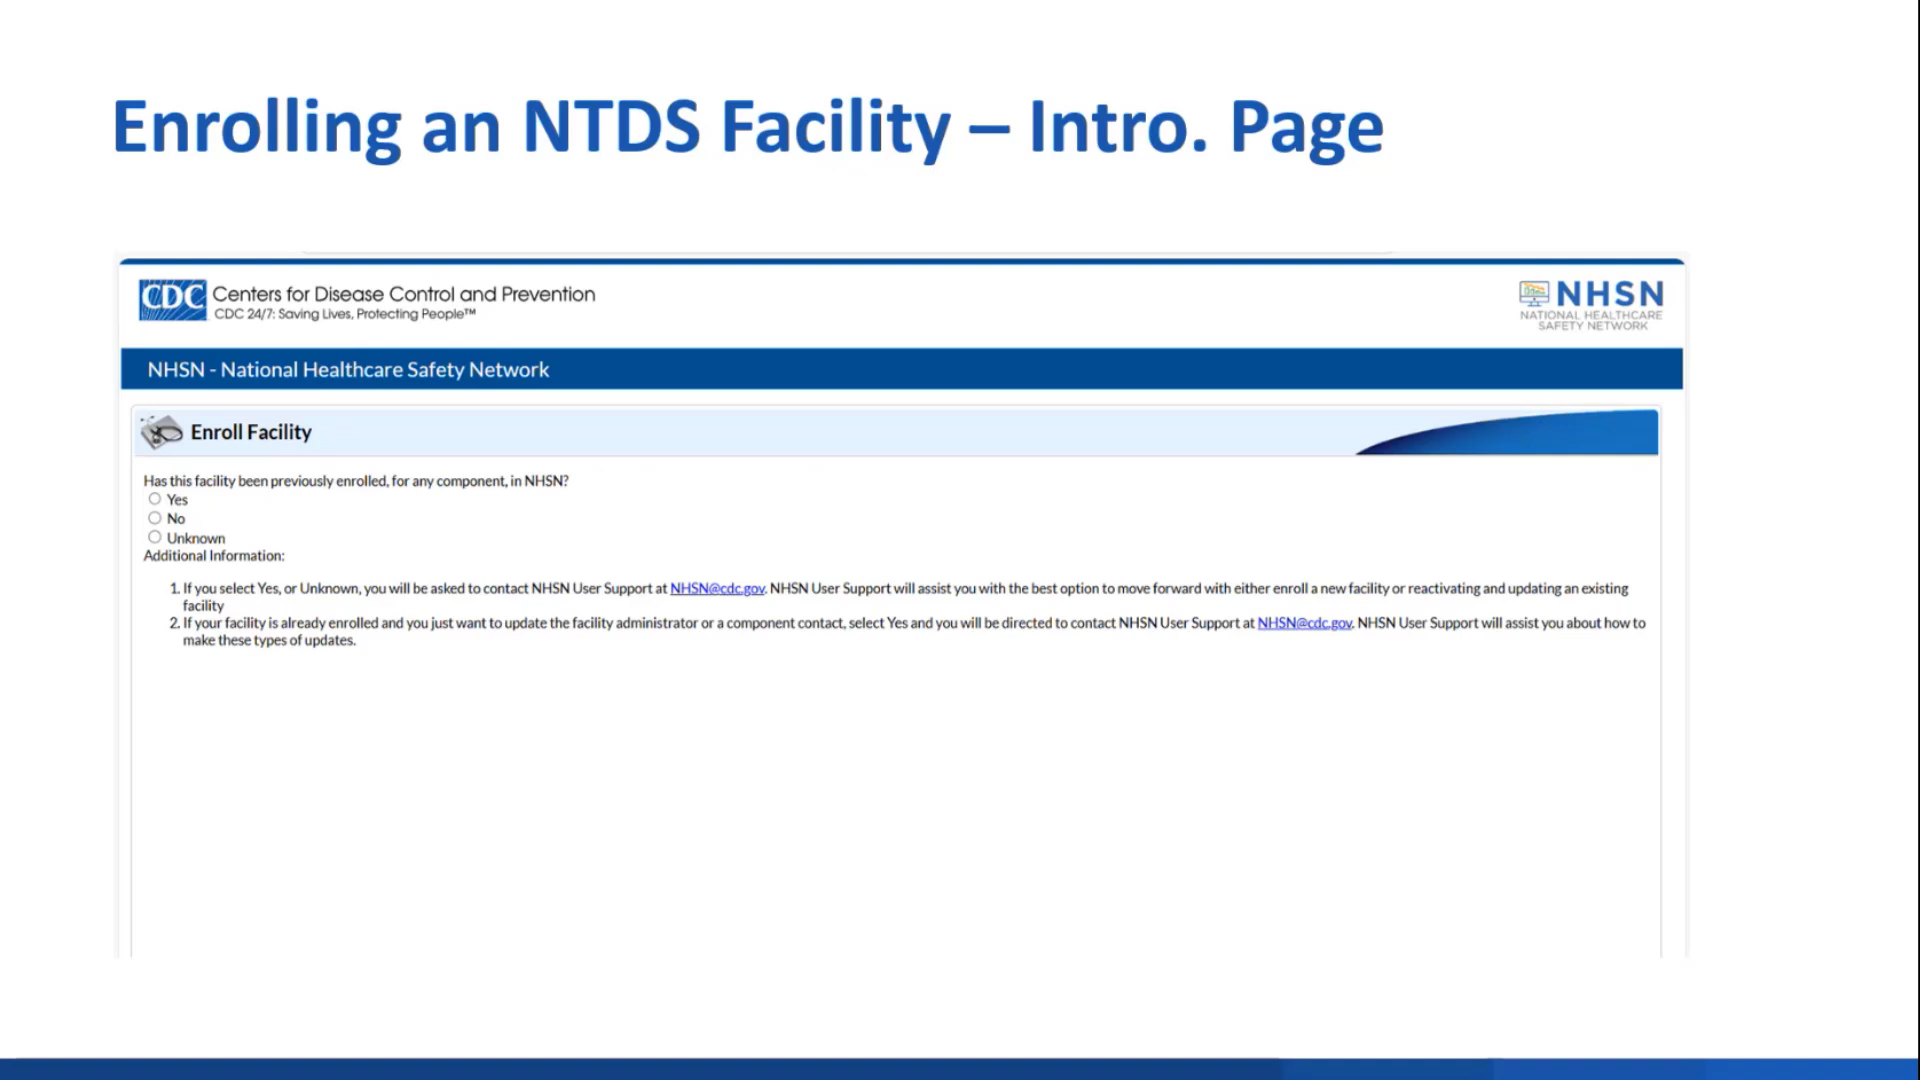 Enrolling an NTDS Facility – Intro. Page
CDC Centers for Disease Control and Prevention
CDC 24/7: Saving Lives, Protecting People™
NHSN
NATIONAL HEALTHCARE
SAFETY NETWORK
NHSN - National Healthcare Safety Network
Enroll Facility
Has this facility been previously enrolled, for any component, in NHSN?
Yes
No
Unknown
Additional Information:
1. If you select Yes, or Unknown, you will be asked to contact NHSN User Support at NHSN@cdc.gov. NHSN User Support will assist you with the best option to move forward with either enroll a new facility or reactivating and updating an existing
facility
2. If your facility is already enrolled and you just want to update the facility administrator or a component contact, select Yes and you will be directed to contact NHSN User Support at NHSN@cdc.gov. NHSN User Support will assist you about how to
make these types of updates.